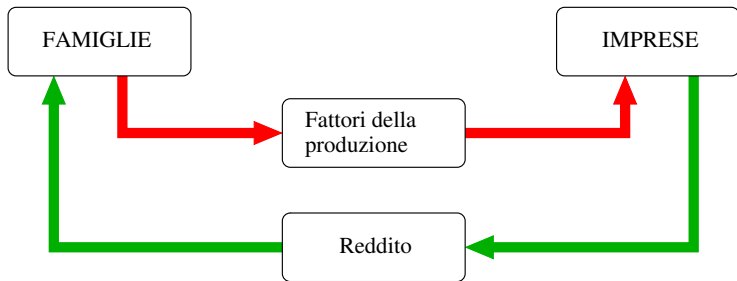 FAMIGLIE
IMPRESE
Fattori della
produzione
Reddito